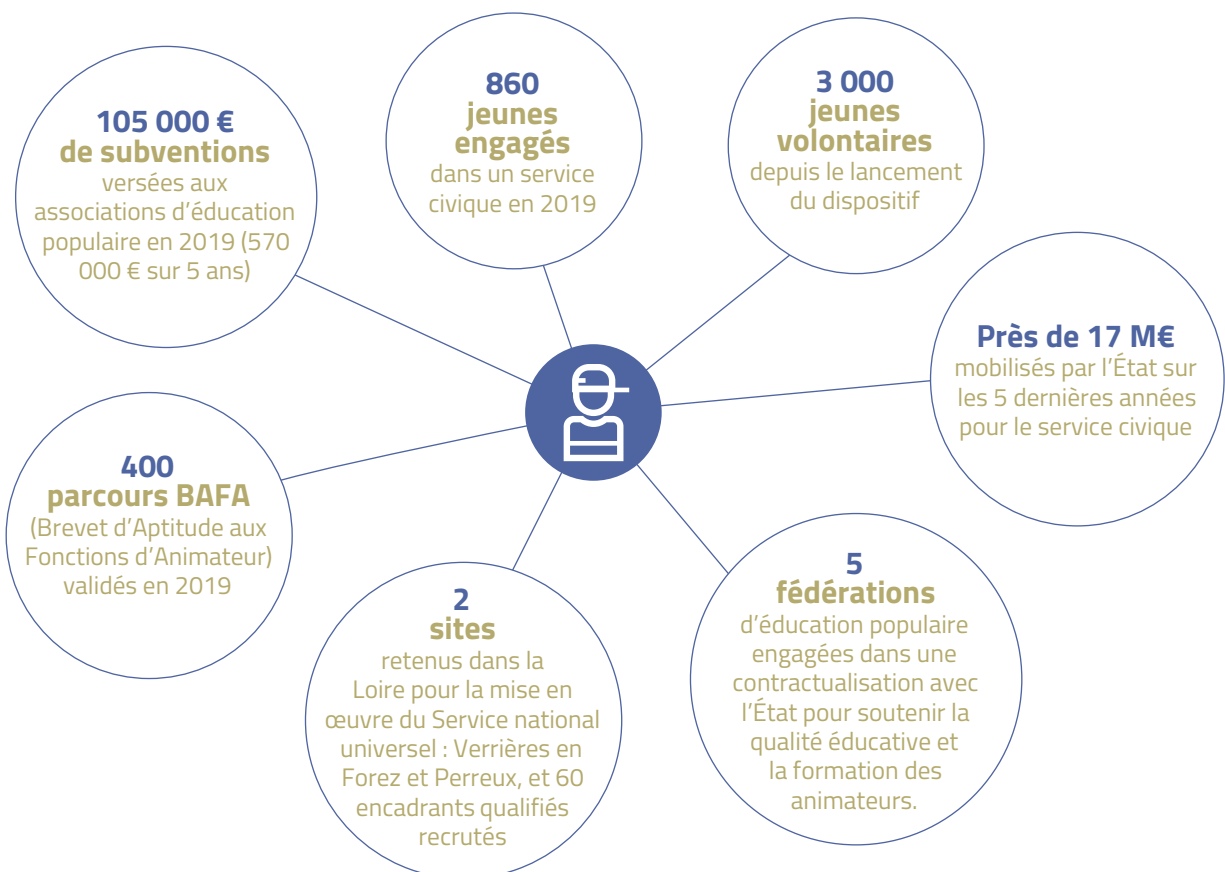 105 000 €
de subventions
versées aux
associations d’éducation
populaire en 2019 (570
000 € sur 5 ans)
860
jeunes
engagés
dans un service
civique en 2019
3 000
jeunes
volontaires
depuis le lancement
du dispositif
Près de 17 M€
mobilisés par l’État sur
les 5 dernières années
pour le service civique
400
parcours BAFA
(Brevet d’Aptitude aux
Fonctions d’Animateur)
validés en 2019
2
sites
retenus dans la
Loire pour la mise en
œuvre du Service national
universel : Verrières en
Forez et Perreux, et 60
encadrants qualifiés
recrutés
5
fédérations
d’éducation populaire
engagées dans une
contractualisation avec
l’État pour soutenir la
qualité éducative et
la formation des
animateurs.